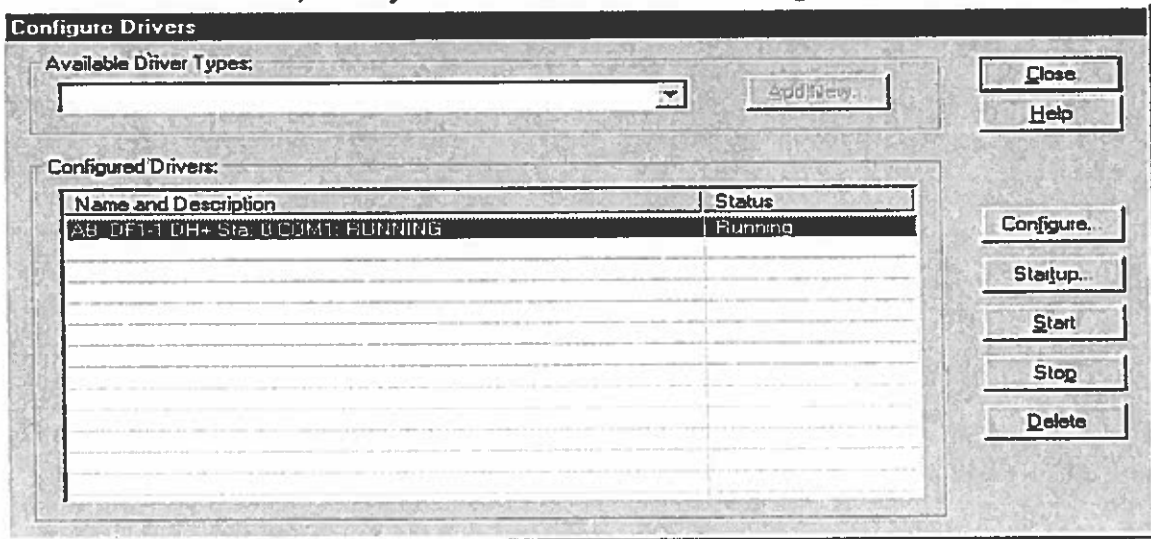 Configure Drivers
Available Driver Types:
Add New...
Close
Help
Configured Drivers:
Name and Description
Status
AB_DF1-1 DH+ Sta: 0 COM1: RUNNING
Running
Configure...
Startup...
Start
Stop
Delete